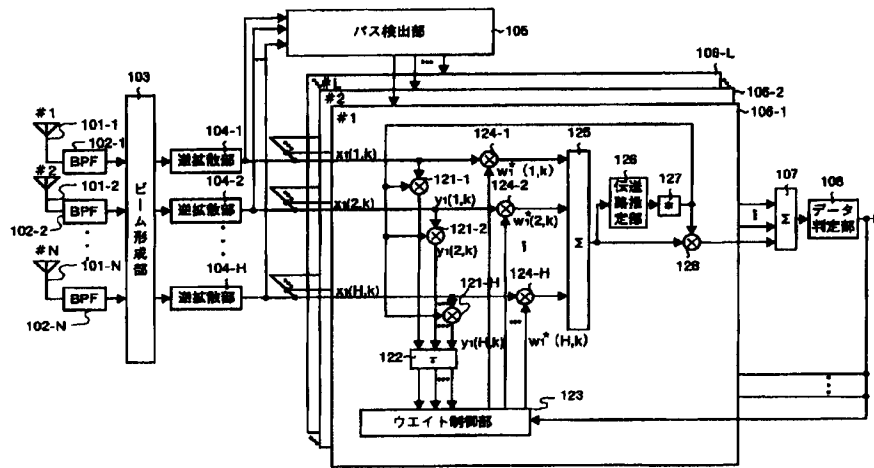 パス検出部
105
106-L
#L
106-2
#2
106-1
#1
103
ビーム形成部
#1
101-1
102-1
BPF
#2
101-2
BPF
102-2
#N
101-N
BPF
102-N
104-1
逆拡散部
104-2
逆拡散部
104-H
逆拡散部
x1(1,k)
x1(2,k)
x1(H,k)
121-1
y1(1,k)
121-2
y1(2,k)
121-H
y1(H,k)
124-1
w1*(1,k)
124-2
w1*(2,k)
124-H
w1*(H,k)
122
τ
123
ウエイト制御部
125
Σ
126
伝送路推定部
127
*
128
107
Σ
108
データ判定部